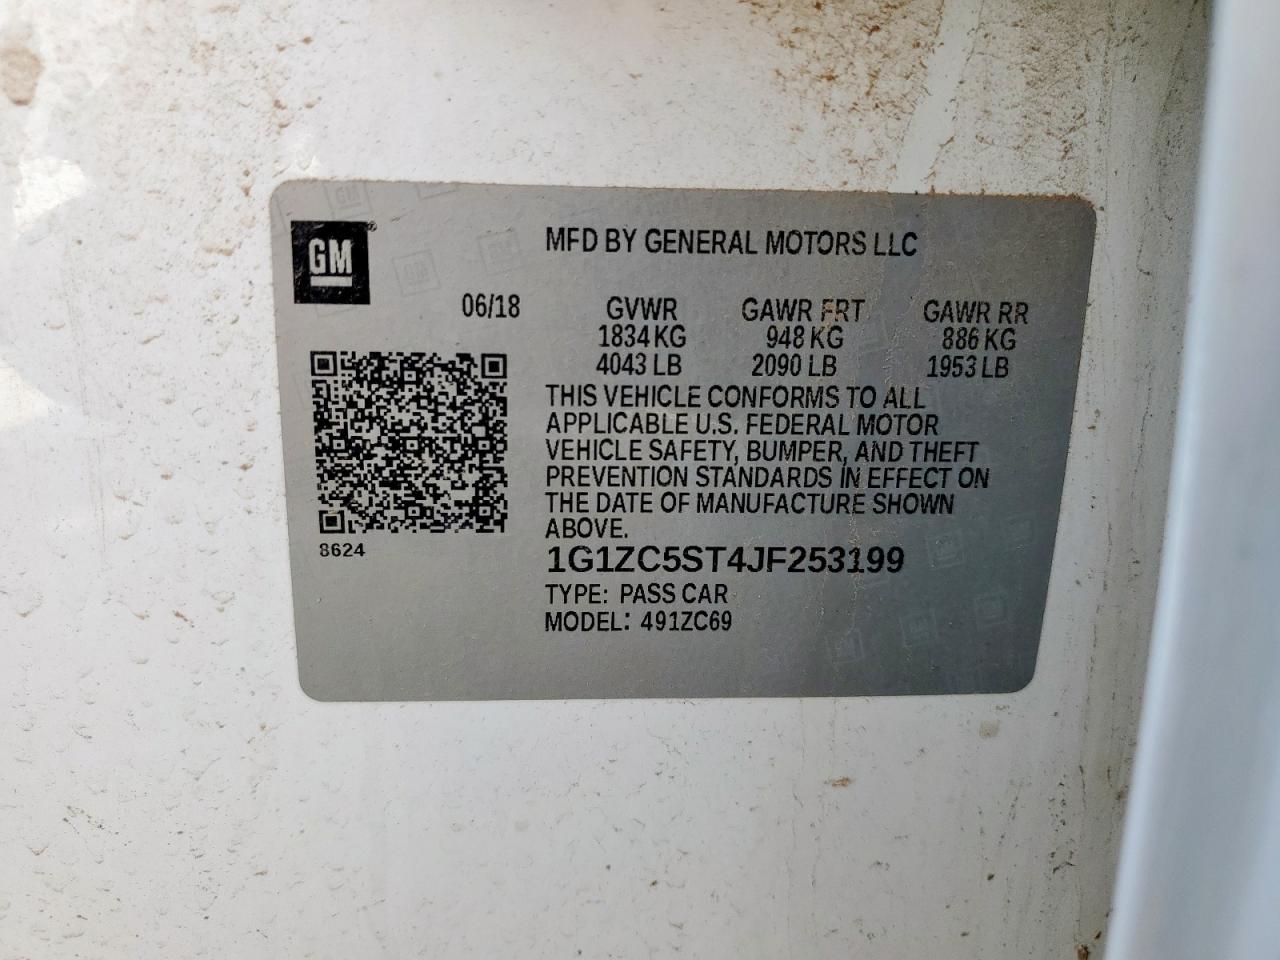 GM®
MFD BY GENERAL MOTORS LLC
06/18 GVWR GAWR FRT GAWR RR
1834 KG 948 KG 886 KG
4043 LB 2090 LB 1953 LB
THIS VEHICLE CONFORMS TO ALL
APPLICABLE U.S. FEDERAL MOTOR
VEHICLE SAFETY, BUMPER, AND THEFT
PREVENTION STANDARDS IN EFFECT ON
THE DATE OF MANUFACTURE SHOWN
ABOVE.
8624
1G1ZC5ST4JF253199
TYPE: PASS CAR
MODEL: 491ZC69